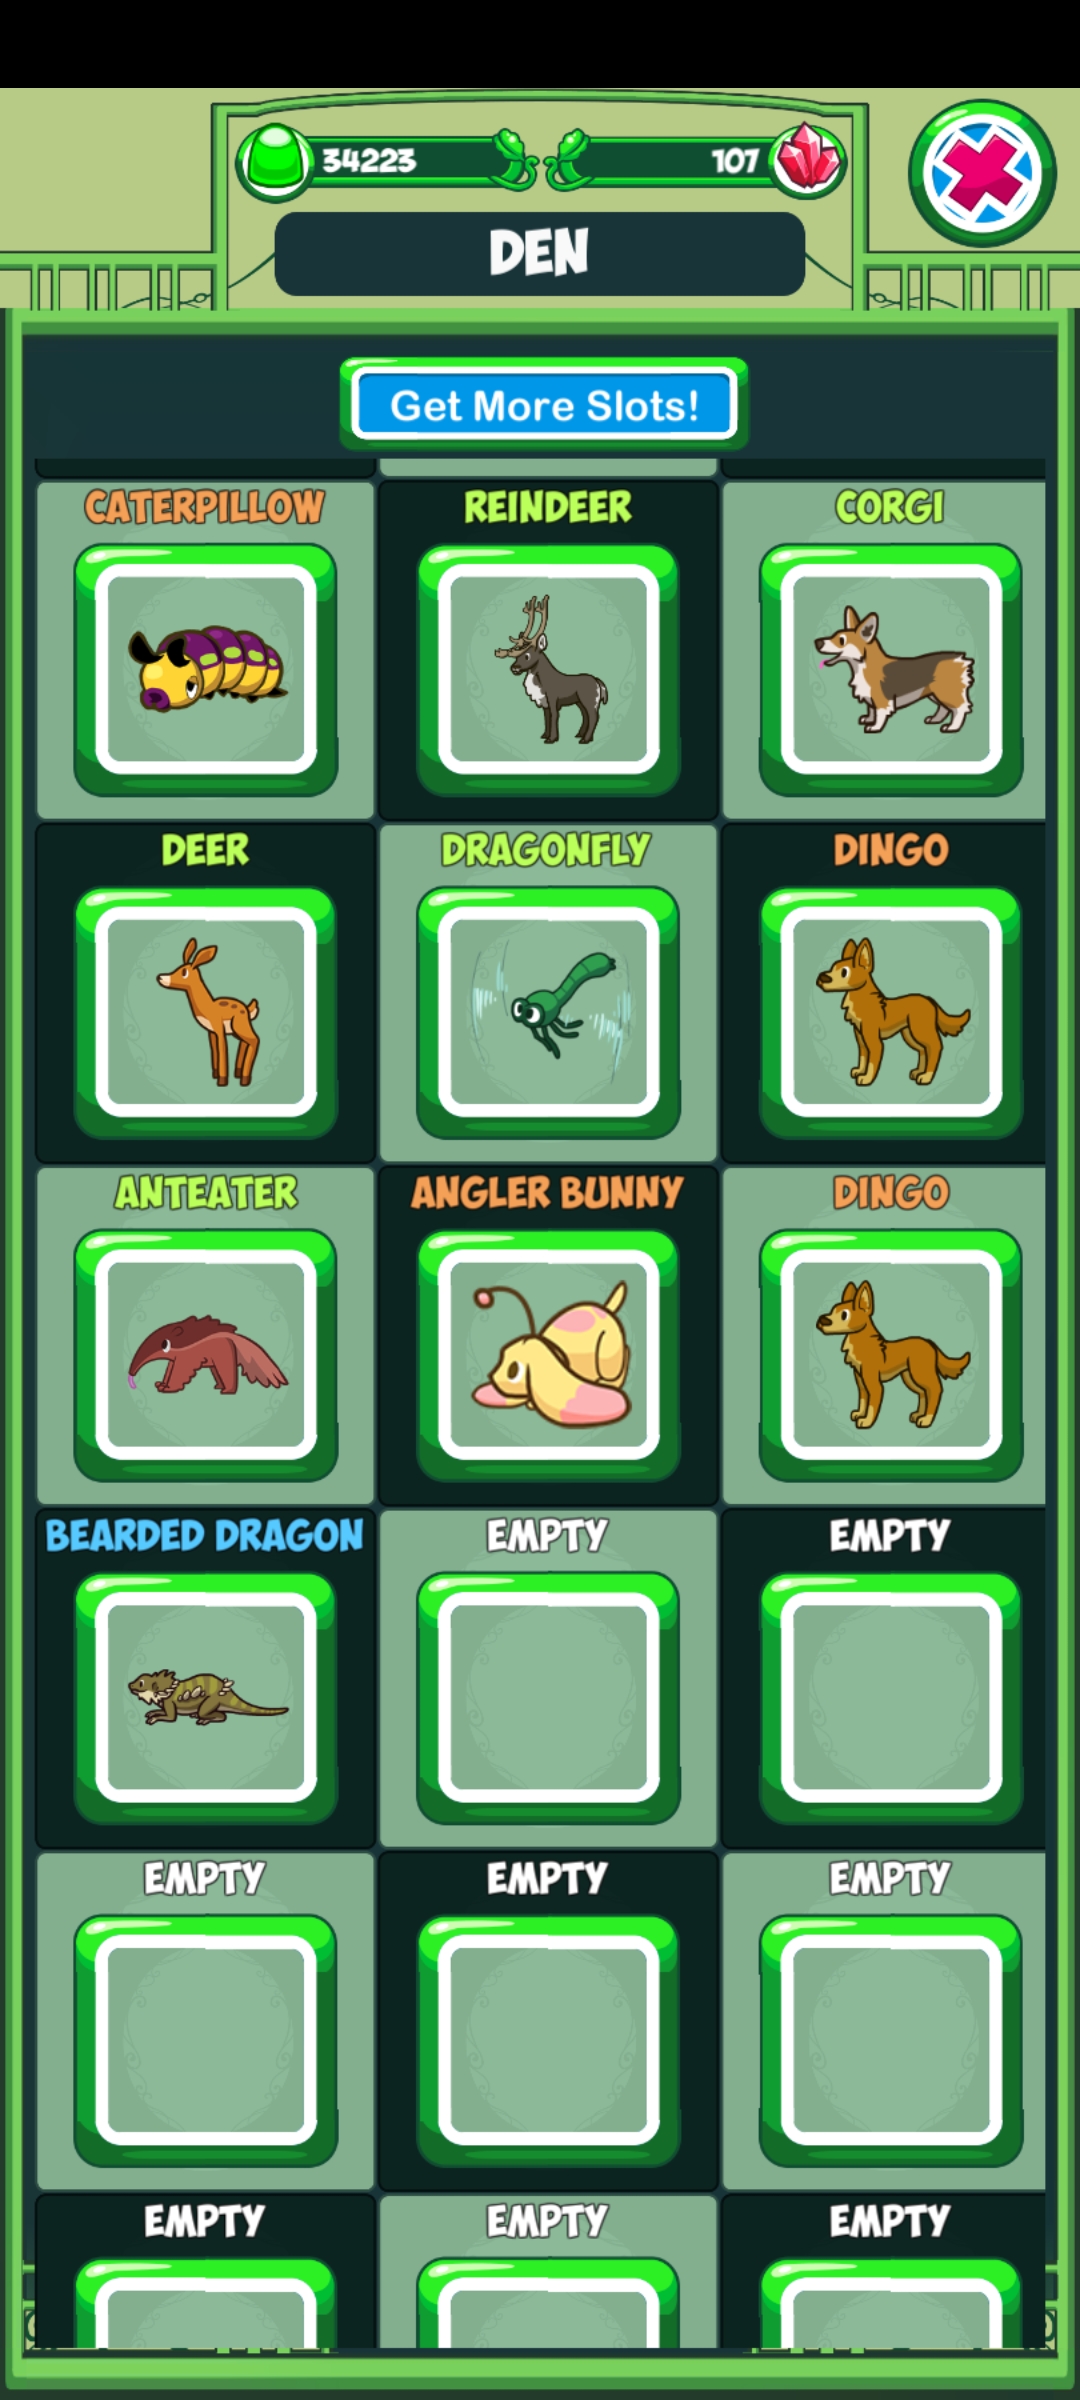 34223
107
DEN
Get More Slots!
CATERPILLOW
REINDEER
CORGI
DEER
DRAGONFLY
DINGO
ANTEATER
ANGLER BUNNY
DINGO
BEARDED DRAGON
EMPTY
EMPTY
EMPTY
EMPTY
EMPTY
EMPTY
EMPTY
EMPTY